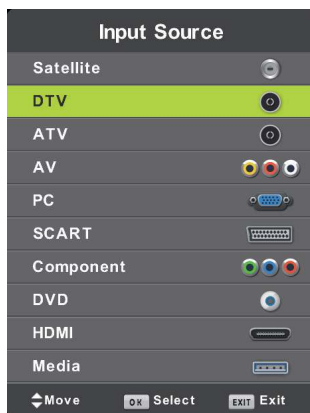 Input Source
Satellite
DTV
ATV
AV
PC
SCART
Component
DVD
HDMI
Media
Move OK Select EXIT Exit